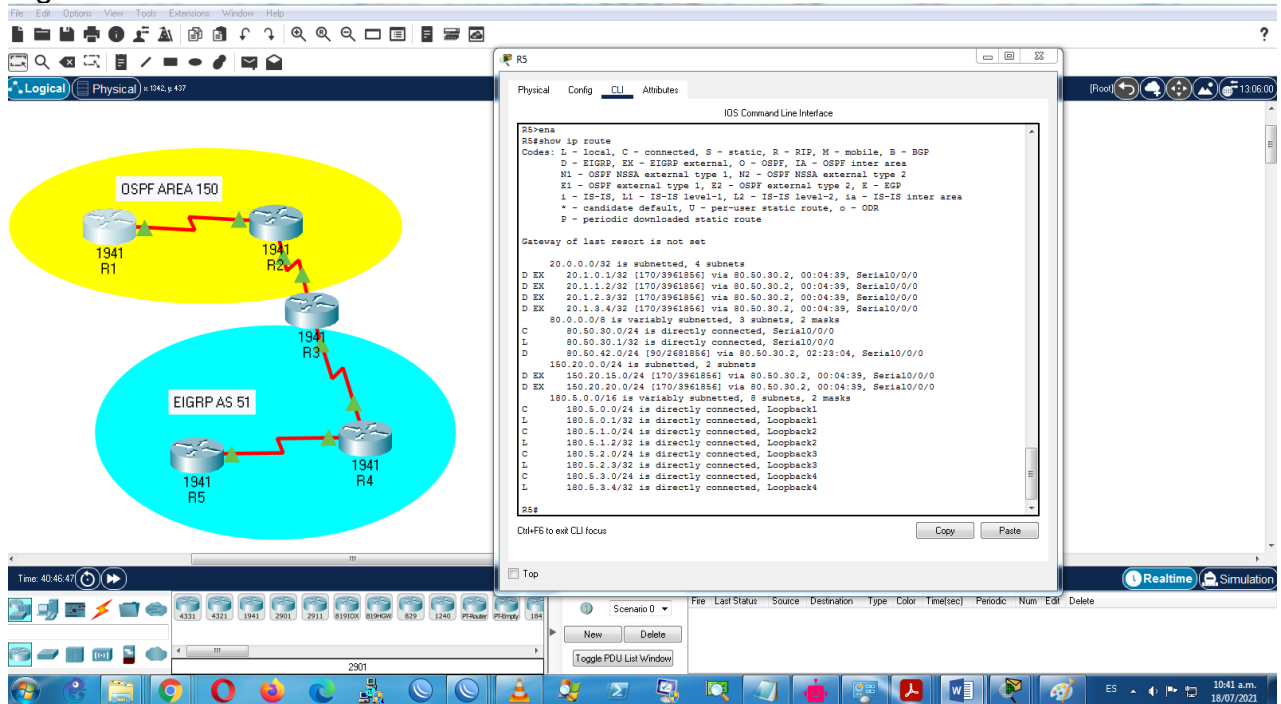 File Edit Options View Tools Extensions Window Help
?
Logical Physical x: 1342, y: 437
[Root] 13:06:00
OSPF AREA 150
1941
R1
1941
R2
1941
R3
EIGRP AS 51
1941
R4
1941
R5
R5
Physical Config CLI Attributes
IOS Command Line Interface
R5>ena
R5#show ip route
Codes: L - local, C - connected, S - static, R - RIP, M - mobile, B - BGP
D - EIGRP, EX - EIGRP external, O - OSPF, IA - OSPF inter area
N1 - OSPF NSSA external type 1, N2 - OSPF NSSA external type 2
E1 - OSPF external type 1, E2 - OSPF external type 2, E - EGP
i - IS-IS, L1 - IS-IS level-1, L2 - IS-IS level-2, ia - IS-IS inter area
* - candidate default, U - per-user static route, o - ODR
P - periodic downloaded static route
Gateway of last resort is not set
20.0.0.0/32 is subnetted, 4 subnets
D EX 20.1.0.1/32 [170/3961856] via 80.50.30.2, 00:04:39, Serial0/0/0
D EX 20.1.1.2/32 [170/3961856] via 80.50.30.2, 00:04:39, Serial0/0/0
D EX 20.1.2.3/32 [170/3961856] via 80.50.30.2, 00:04:39, Serial0/0/0
D EX 20.1.3.4/32 [170/3961856] via 80.50.30.2, 00:04:39, Serial0/0/0
80.0.0.0/8 is variably subnetted, 3 subnets, 2 masks
C 80.50.30.0/24 is directly connected, Serial0/0/0
L 80.50.30.1/32 is directly connected, Serial0/0/0
D 80.50.42.0/24 [90/2681856] via 80.50.30.2, 02:23:04, Serial0/0/0
150.20.0.0/24 is subnetted, 2 subnets
D EX 150.20.15.0/24 [170/3961856] via 80.50.30.2, 00:04:39, Serial0/0/0
D EX 150.20.20.0/24 [170/3961856] via 80.50.30.2, 00:04:39, Serial0/0/0
180.5.0.0/16 is variably subnetted, 8 subnets, 2 masks
C 180.5.0.0/24 is directly connected, Loopback1
L 180.5.0.1/32 is directly connected, Loopback1
C 180.5.1.0/24 is directly connected, Loopback2
L 180.5.1.2/32 is directly connected, Loopback2
C 180.5.2.0/24 is directly connected, Loopback3
L 180.5.2.3/32 is directly connected, Loopback3
C 180.5.3.0/24 is directly connected, Loopback4
L 180.5.3.4/32 is directly connected, Loopback4
R5#
Ctrl+F6 to exit CLI focus
Copy Paste
Top
Time: 40:46:47
Realtime Simulation
4331 4321 1941 2901 2911 819IOX 819HGW 829 1240 PT-Router PT-Empty 184
2901
Scenario 0
New Delete
Toggle PDU List Window
Fire Last Status Source Destination Type Color Time(sec) Periodic Num Edit Delete
ES
10:41 a.m.
18/07/2021